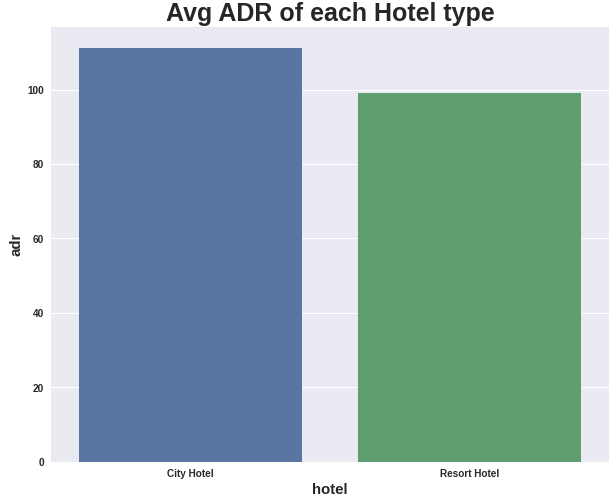 Avg ADR of each Hotel type
100
80
60
40
20
0
adr
City Hotel
Resort Hotel
hotel